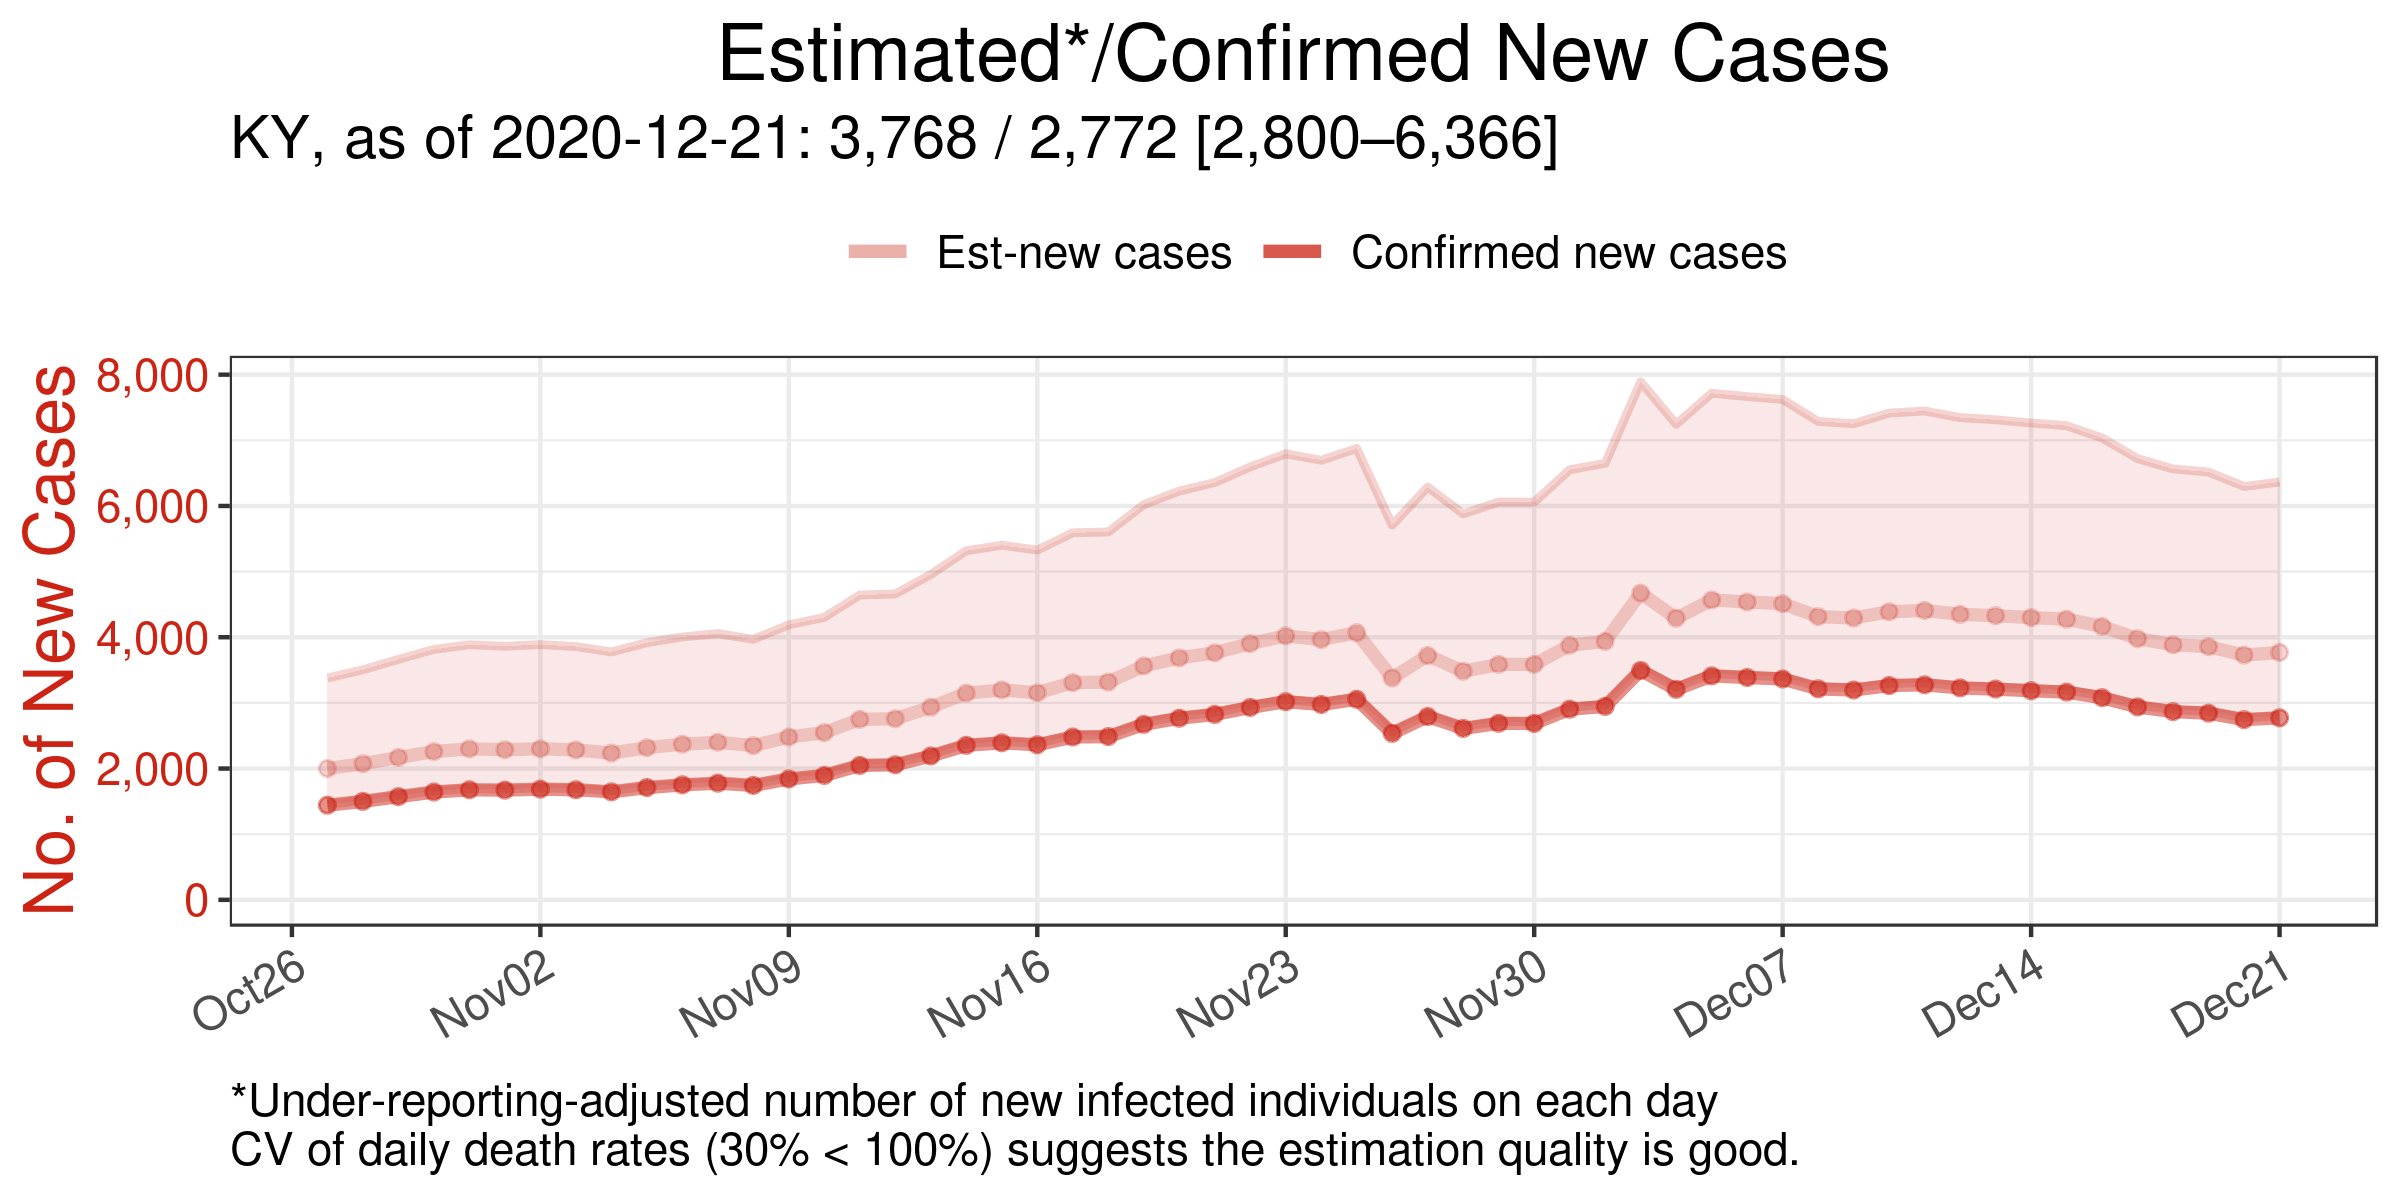 Estimated*/Confirmed New Cases
KY, as of 2020-12-21: 3,768 / 2,772 [2,800–6,366]
Est-new cases
Confirmed new cases
No. of New Cases
8,000
6,000
4,000
2,000
0
Oct26
Nov02
Nov09
Nov16
Nov23
Nov30
Dec07
Dec14
Dec21
*Under-reporting-adjusted number of new infected individuals on each day
CV of daily death rates (30% < 100%) suggests the estimation quality is good.